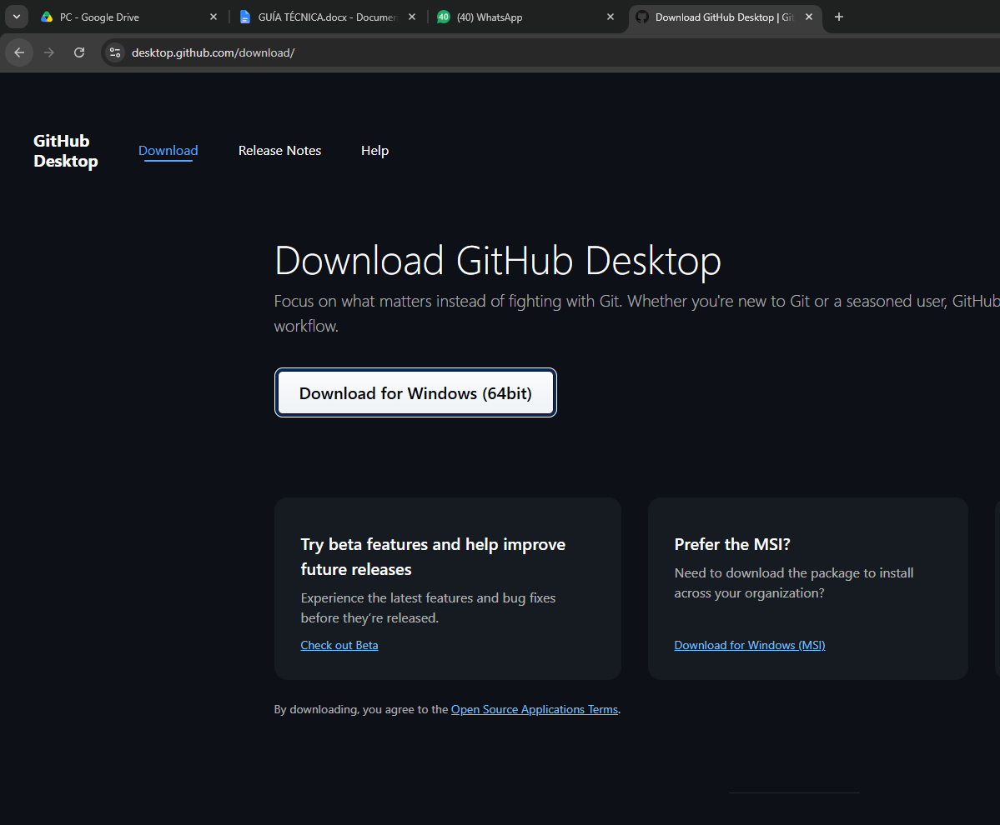 PC - Google Drive
GUÍA TÉCNICA.docx - Documen
40
(40) WhatsApp
Download GitHub Desktop | Git
desktop.github.com/download/
GitHub
Desktop
Download
Release Notes
Help
Download GitHub Desktop
Focus on what matters instead of fighting with Git. Whether you're new to Git or a seasoned user, GitHub
workflow.
Download for Windows (64bit)
Try beta features and help improve
future releases
Experience the latest features and bug fixes
before they’re released.
Check out Beta
Prefer the MSI?
Need to download the package to install
across your organization?
Download for Windows (MSI)
By downloading, you agree to the Open Source Applications Terms.